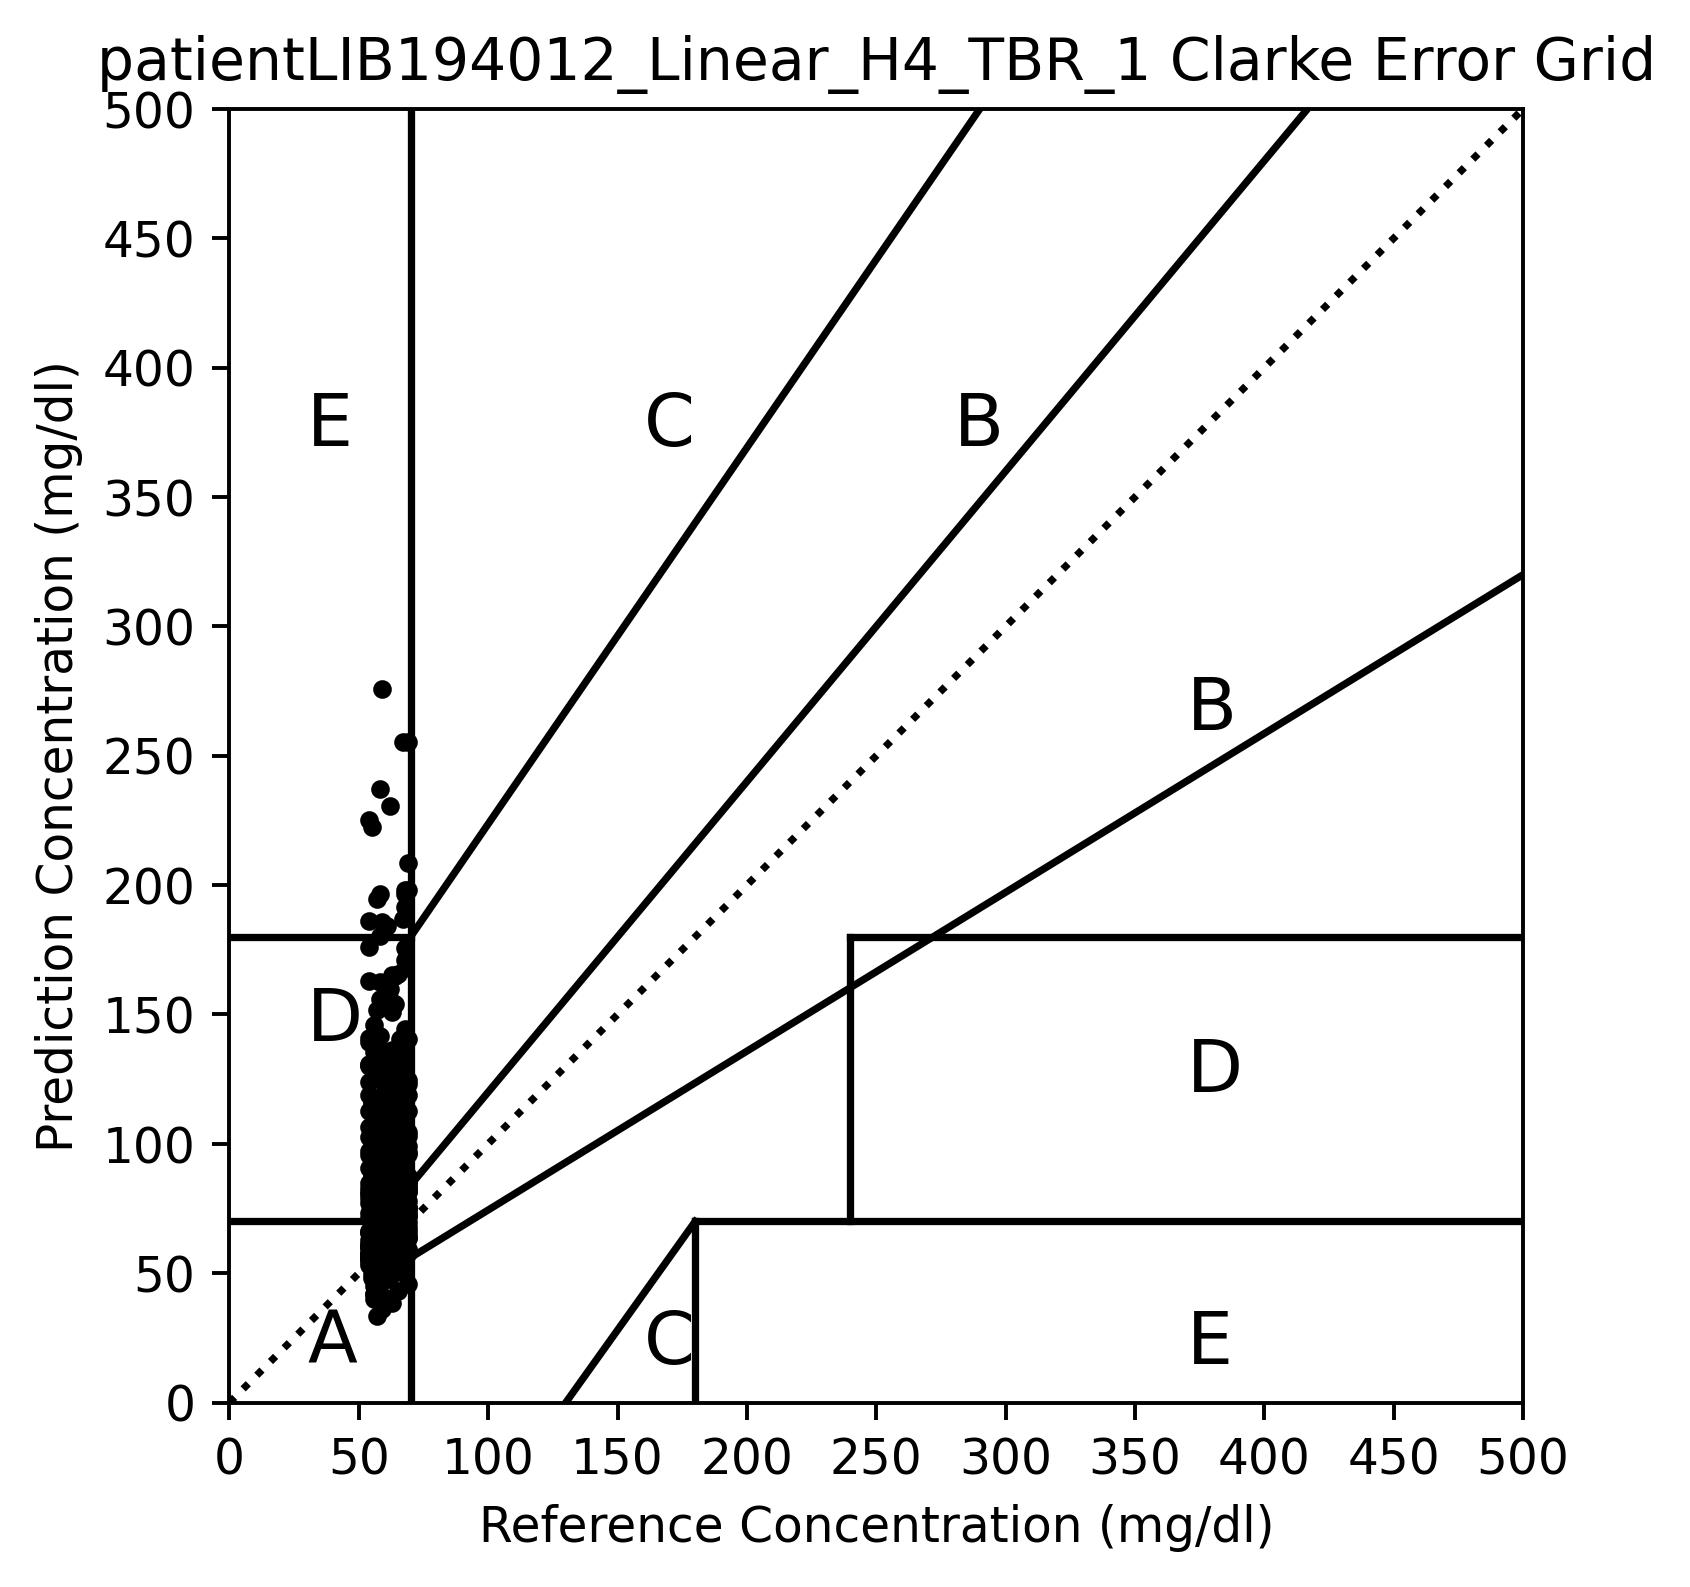 patientLIB194012_Linear_H4_TBR_1 Clarke Error Grid
500
450
400
350
300
250
200
150
100
50
0
Prediction Concentration (mg/dl)
E
C
B
B
D
D
A
C
E
0 50 100 150 200 250 300 350 400 450 500
Reference Concentration (mg/dl)